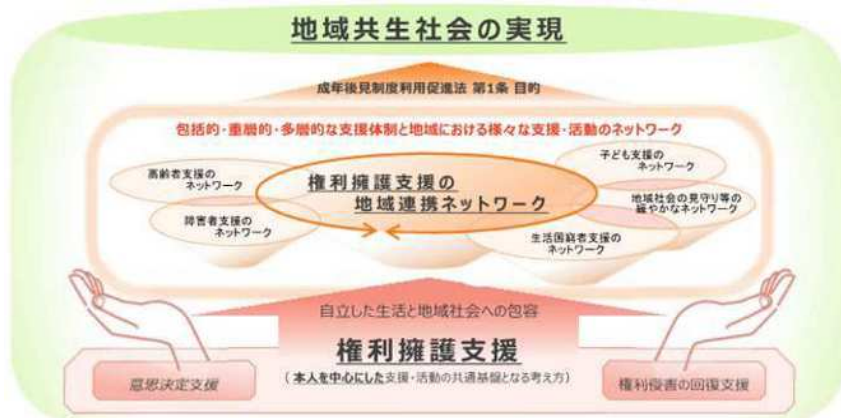 地域共生社会の実現
成年後見制度利用促進法 第1条 目的
包括的・重層的・多層的な支援体制と地域における様々な支援・活動のネットワーク
高齢者支援の
ネットワーク
障害者支援の
ネットワーク
権利擁護支援の
地域連携ネットワーク
子ども支援の
ネットワーク
地域社会の見守り等の
緩やかなネットワーク
生活困窮者支援の
ネットワーク
自立した生活と地域社会への包容
権利擁護支援
(本人を中心にした支援・活動の共通基盤となる考え方)
意思決定支援
権利侵害の回復支援